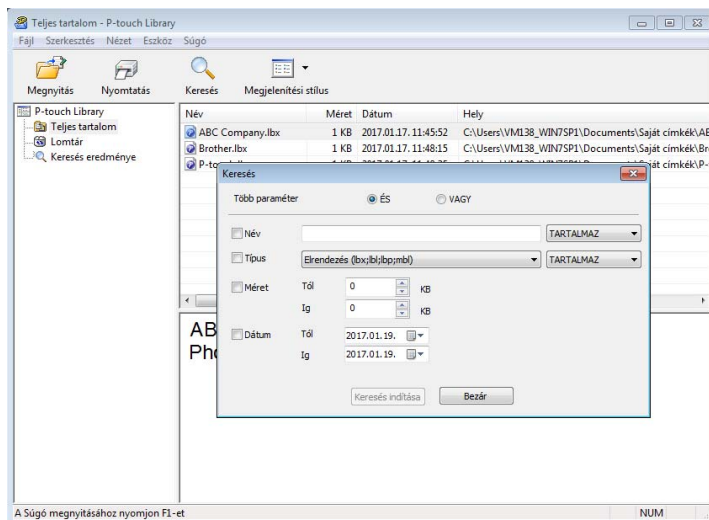 Teljes tartalom - P-touch Library
Fájl Szerkesztés Nézet Eszköz Súgó
Megnyitás Nyomtatás Keresés Megjelenítési stílus
P-touch Library
Teljes tartalom
Lomtár
Keresés eredménye
Név Méret Dátum Hely
ABC Company.lbx 1 KB 2017.01.17. 11:45:52 C:\Users\VM138_WIN7SP1\Documents\Saját címkék\AB
Brother.lbx 1 KB 2017.01.17. 11:48:15 C:\Users\VM138_WIN7SP1\Documents\Saját címkék\Bro
Keresés
Több paraméter ÉS VAGY
Név TARTALMAZ
Típus Elrendezés (lbx;lbl;lbp;mbl) TARTALMAZ
Méret Tól 0 KB
Ig 0 KB
Dátum Tól 2017.01.19.
Ig 2017.01.19.
Keresés indítása Bezár
AB
Pho
A Súgó megnyitásához nyomjon F1-et NUM